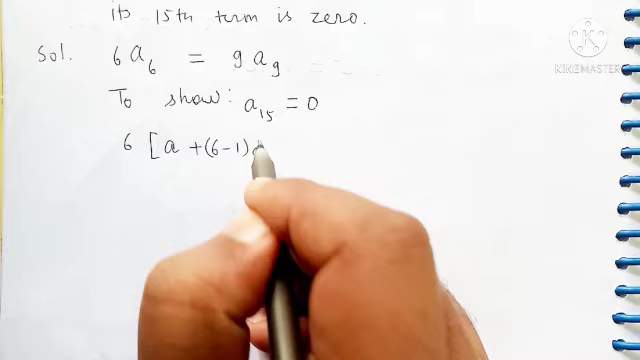 its 15th term is zero.
Sol. 6 a₆ = 9 a₉
To show: a₁₅ = 0
6 [a + (6-1)
KINEMASTER